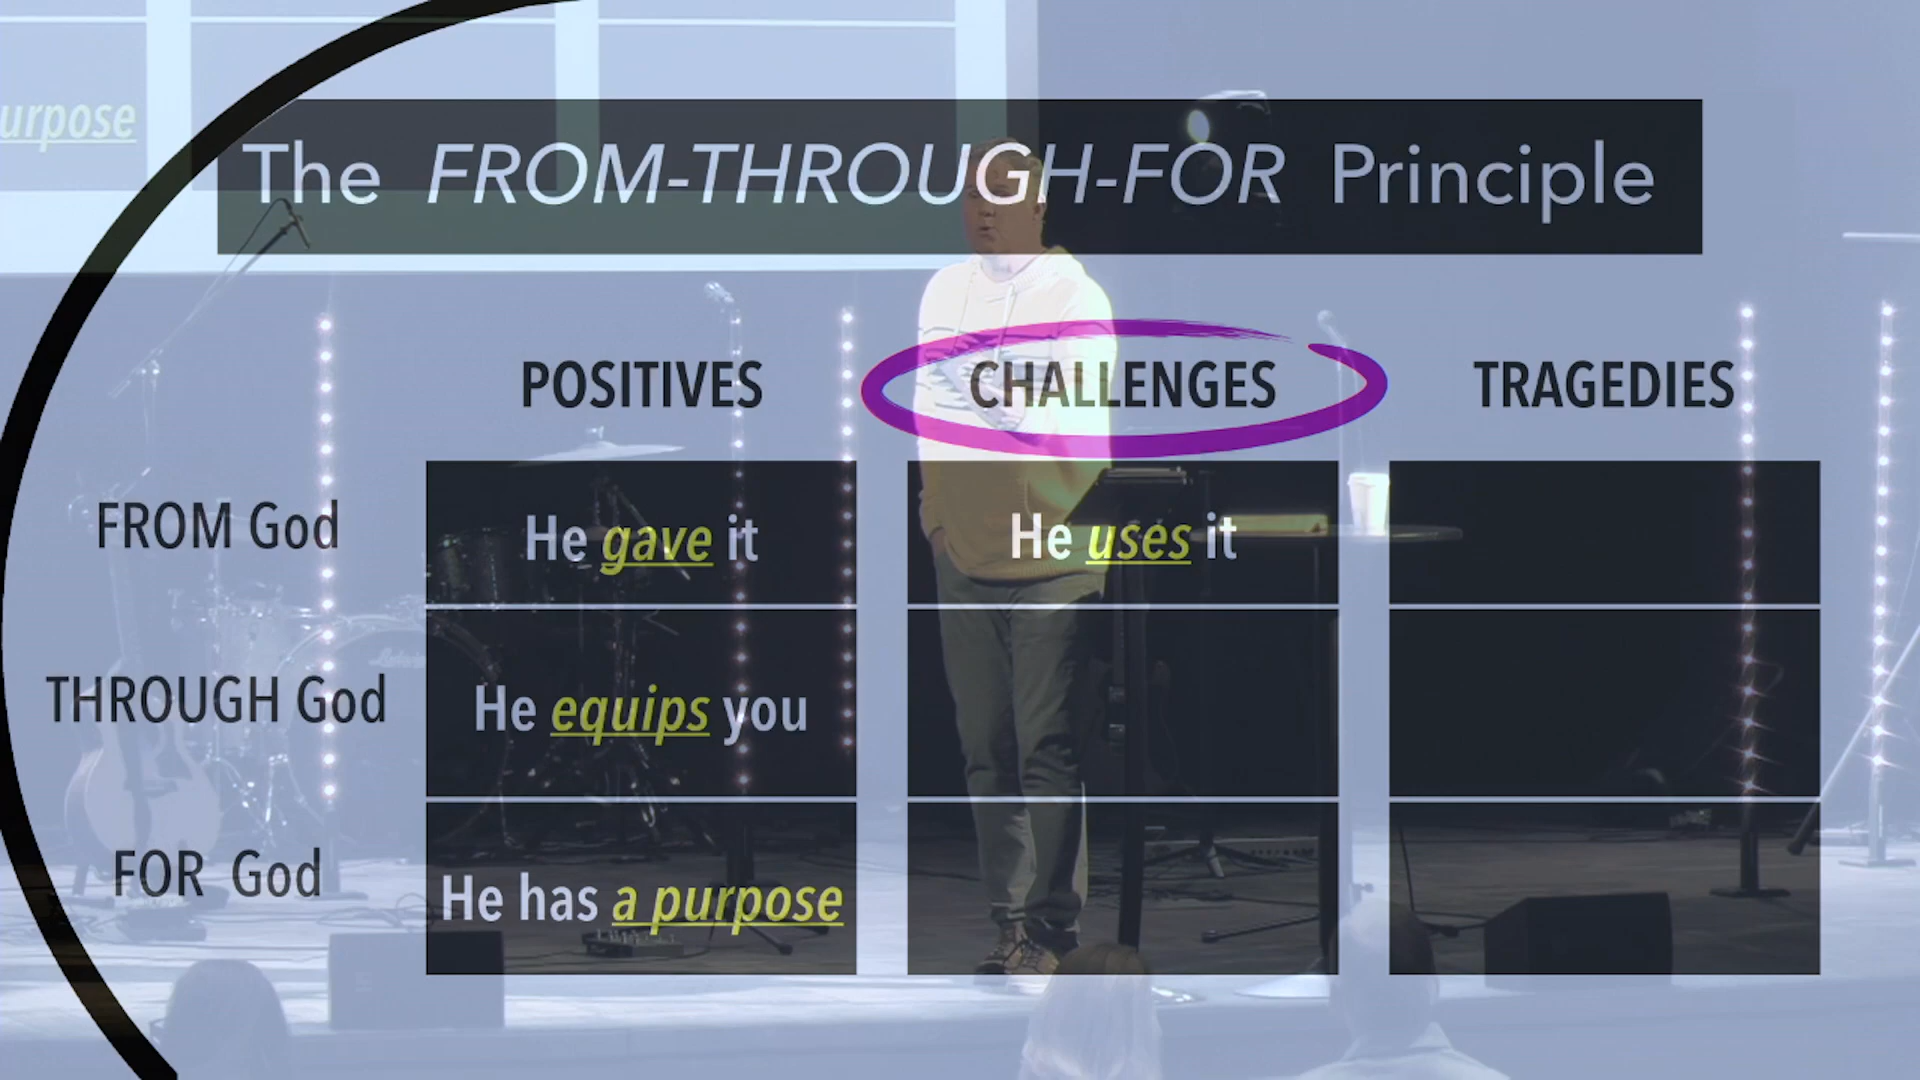 urpose
The FROM-THROUGH-FOR Principle
POSITIVES CHALLENGES TRAGEDIES
FROM God He gave it He uses it
THROUGH God He equips you
FOR God He has a purpose